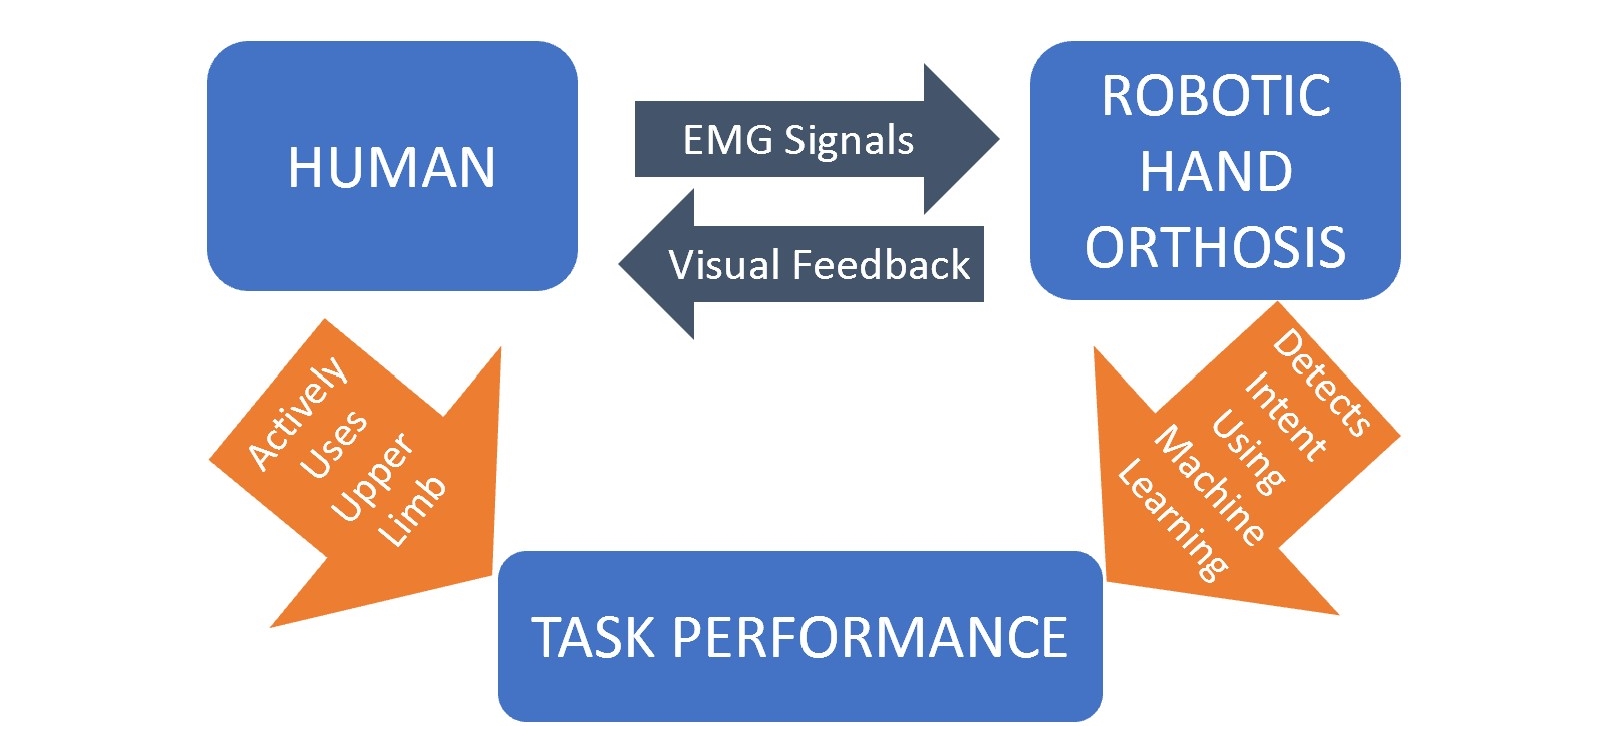 HUMAN
EMG Signals
Visual Feedback
ROBOTIC
HAND
ORTHOSIS
Actively
Uses
Upper
Limb
Detects
Intent
Using
Machine
Learning
TASK PERFORMANCE